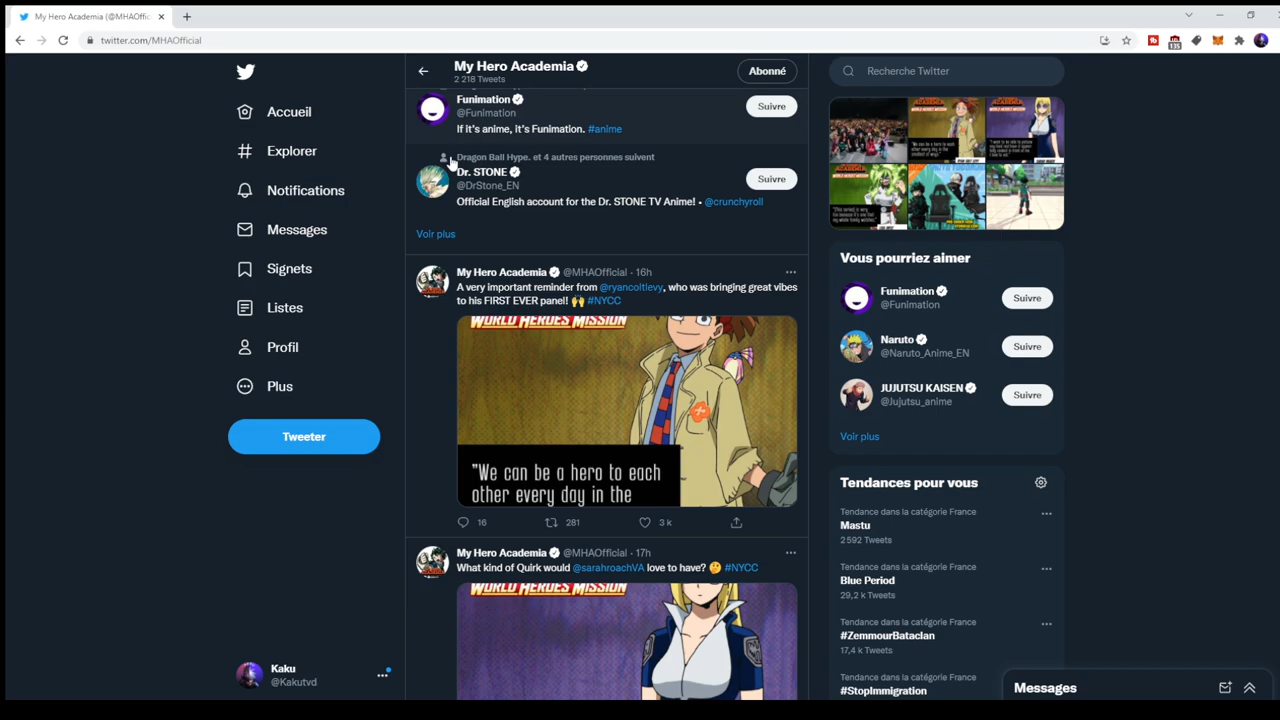 My Hero Academia (@MHAOffic
twitter.com/MHAOfficial
135
Accueil
Explorer
Notifications
Messages
Signets
Listes
Profil
Plus
Tweeter
Kaku
@Kakutvd
My Hero Academia
2 218 Tweets
Abonné
Funimation
@Funimation
Suivre
If it's anime, it's Funimation. #anime
Dragon Ball Hype. et 4 autres personnes suivent
Dr. STONE
@DrStone_EN
Suivre
Official English account for the Dr. STONE TV Anime! • @crunchyroll
Voir plus
My Hero Academia @MHAOfficial · 16h
A very important reminder from @ryancoltlevy, who was bringing great vibes
to his FIRST EVER panel! 🙌 #NYCC
WORLD HEROES MISSION
"We can be a hero to each
other every day in the
16 281 3 k
My Hero Academia @MHAOfficial · 17h
What kind of Quirk would @sarahroachVA love to have? 🤔 #NYCC
WORLD HEROES MISSION
Recherche Twitter
Vous pourriez aimer
Funimation
@Funimation
Suivre
Naruto
@Naruto_Anime_EN
Suivre
JUJUTSU KAISEN
@Jujutsu_anime
Suivre
Voir plus
Tendances pour vous
Tendance dans la catégorie France
Mastu
2 592 Tweets
Tendance dans la catégorie France
Blue Period
29,2 k Tweets
Tendance dans la catégorie France
#ZemmourBataclan
17,4 k Tweets
Tendance dans la catégorie France
#StopImmigration
Messages